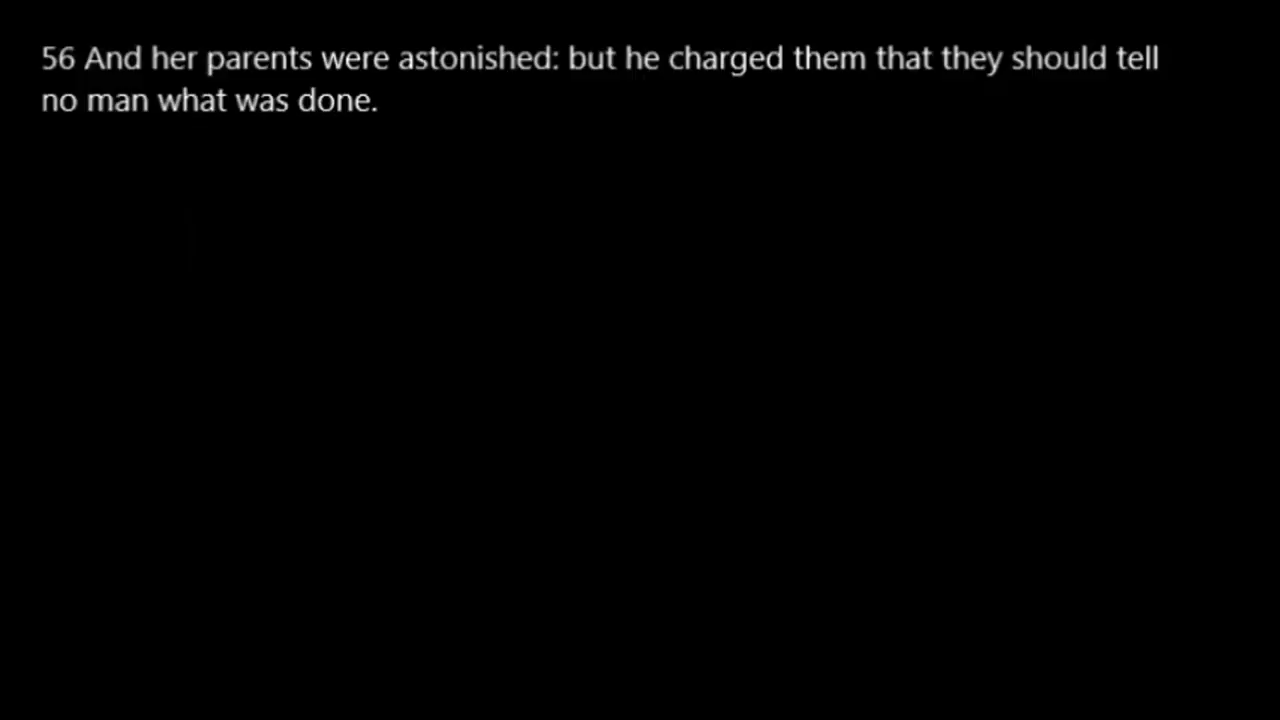 56 And her parents were astonished: but he charged them that they should tell
no man what was done.